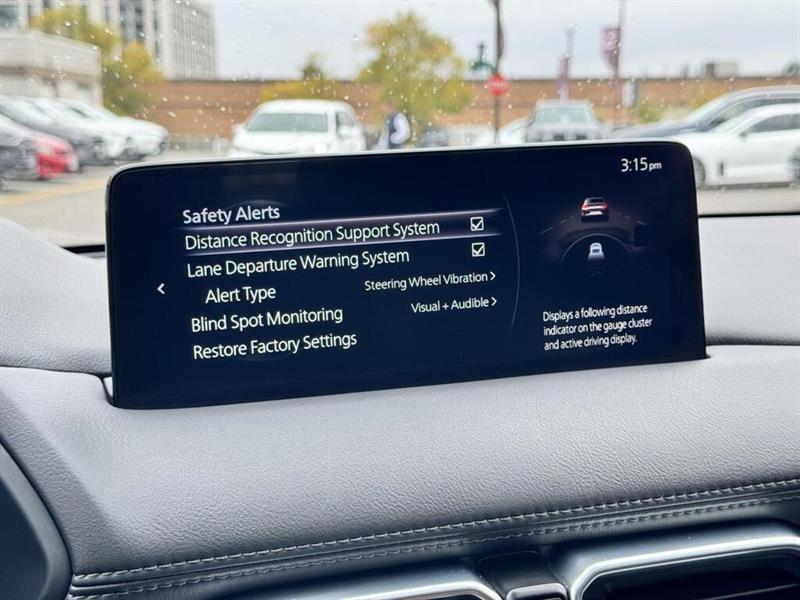 3:15pm
Safety Alerts
Distance Recognition Support System
Lane Departure Warning System
Alert Type
Steering Wheel Vibration >
Blind Spot Monitoring
Visual + Audible >
Restore Factory Settings
Displays a following distance
indicator on the gauge cluster
and active driving display.